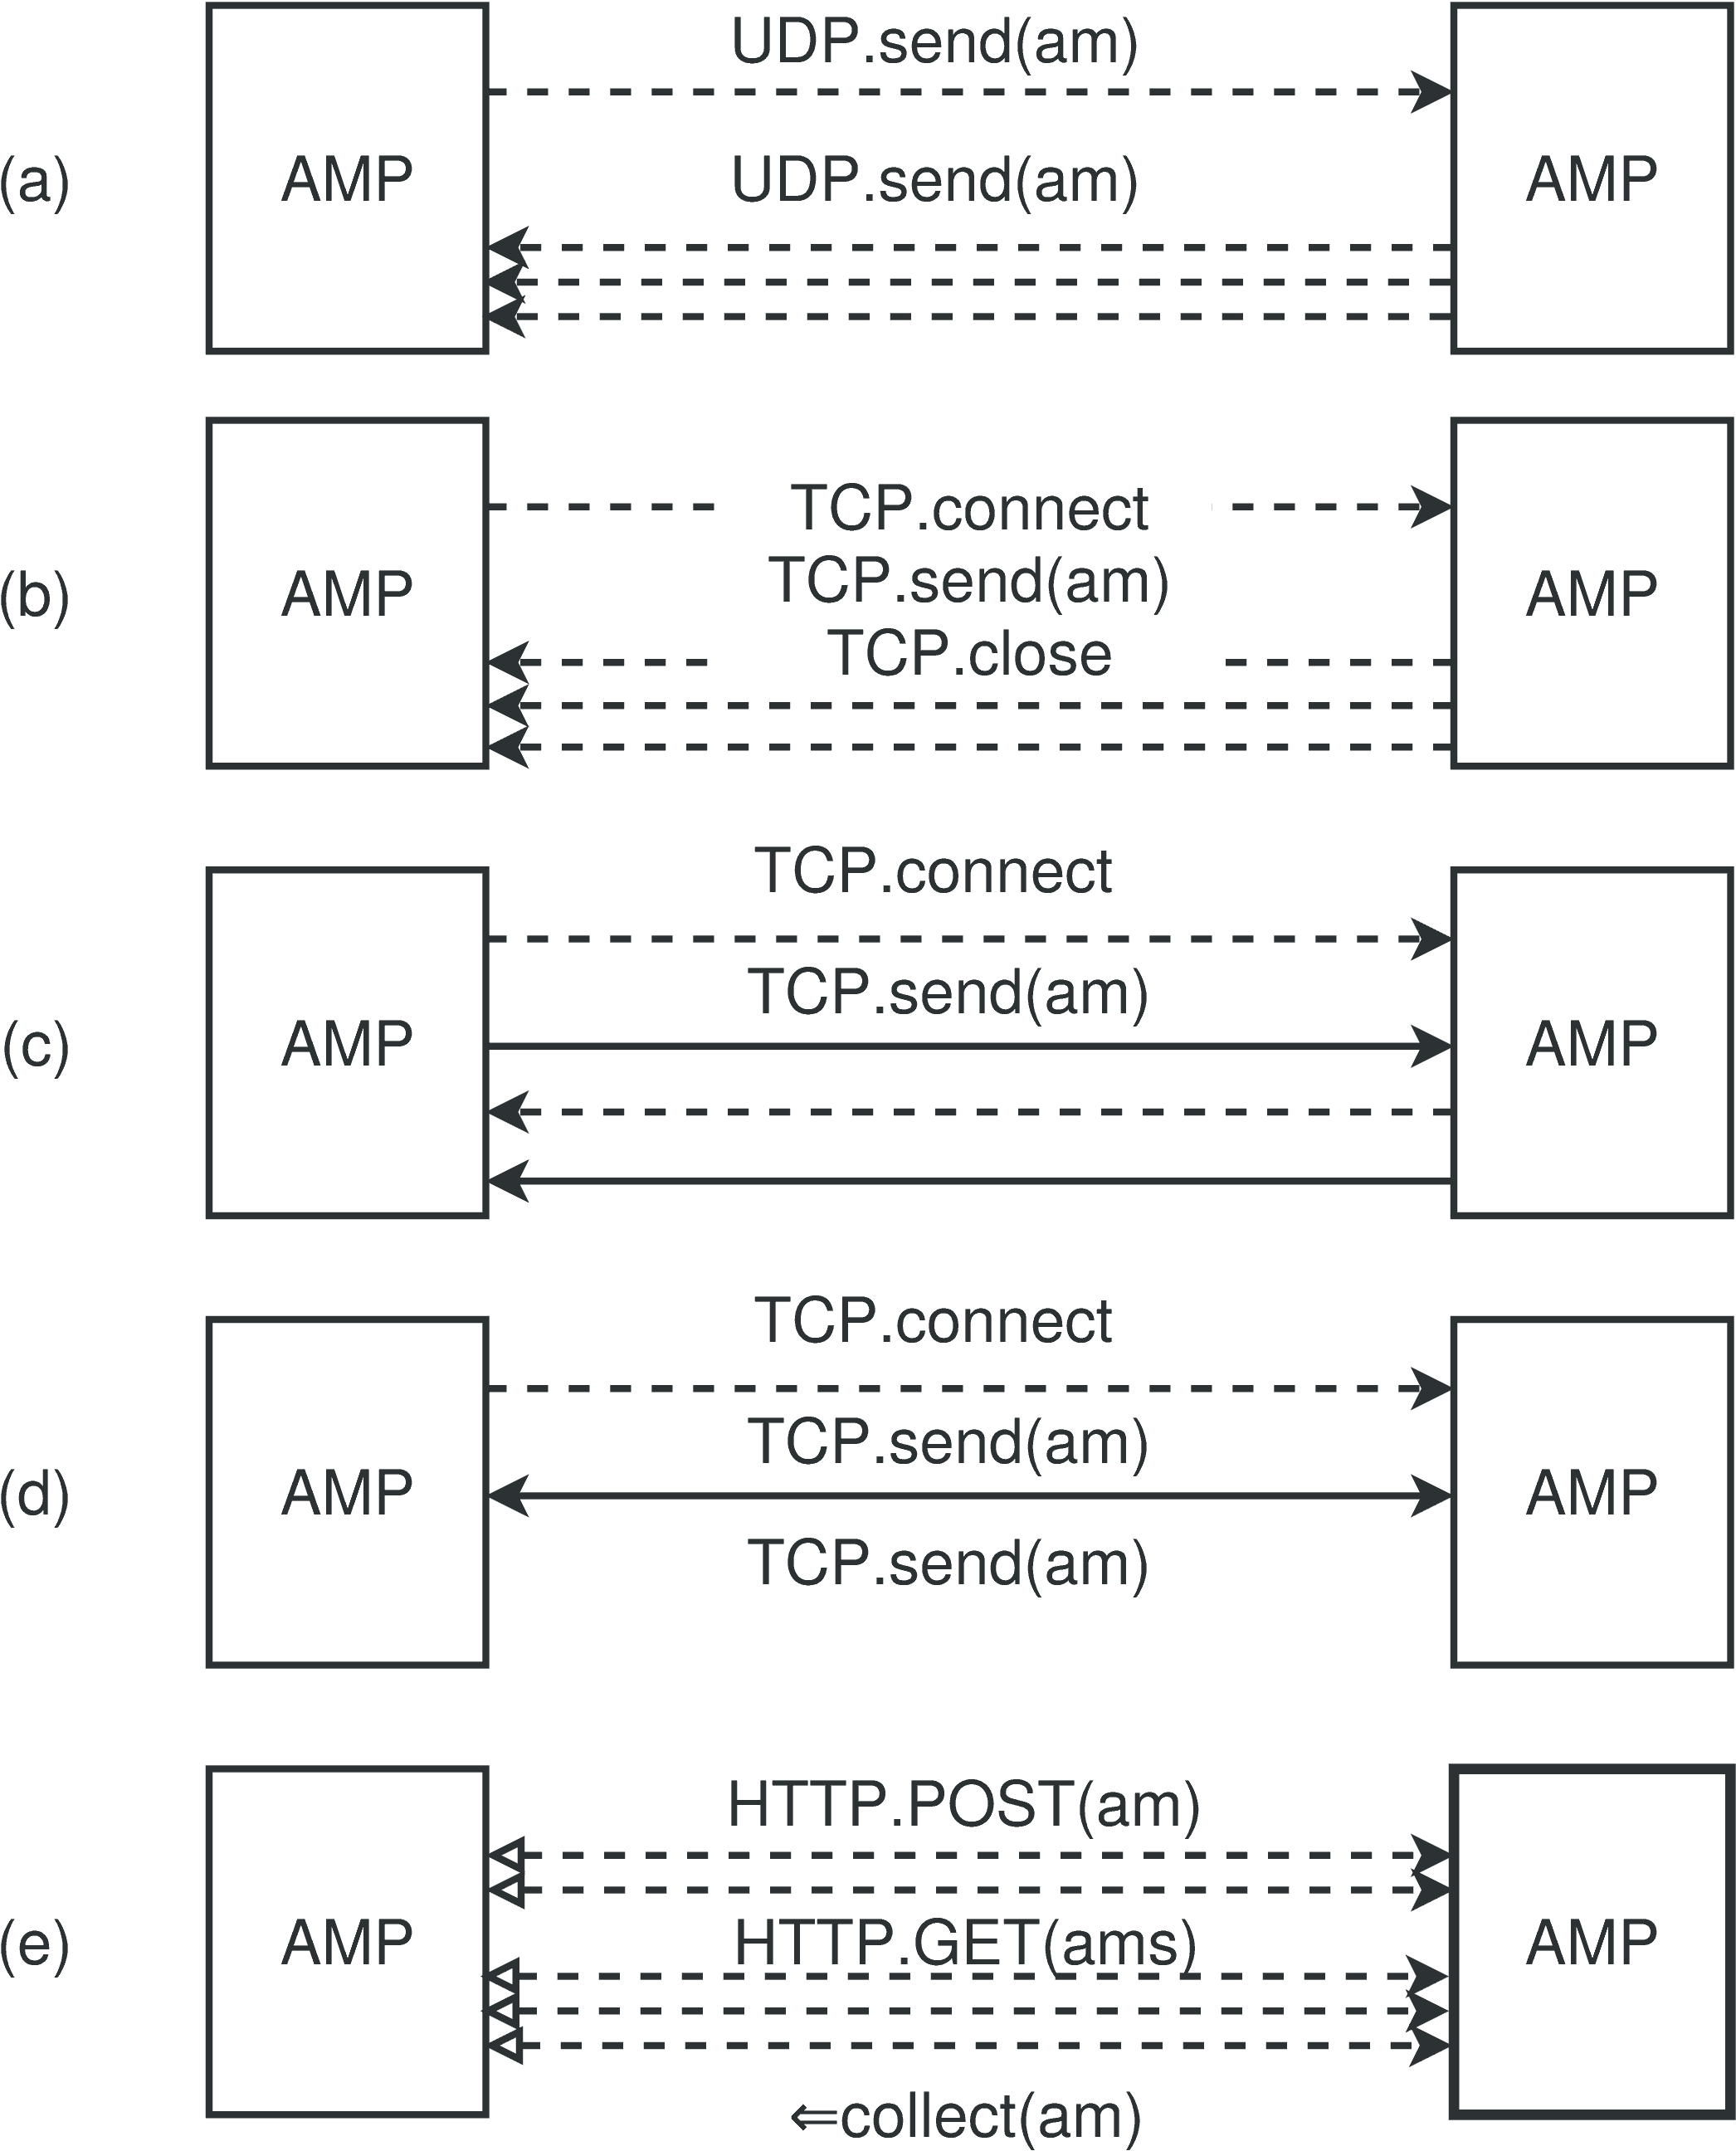 UDP.send(am)
(a) AMP UDP.send(am) AMP
TCP.connect
(b) AMP TCP.send(am) AMP
TCP.close
TCP.connect
TCP.send(am)
(c) AMP AMP
TCP.connect
TCP.send(am)
(d) AMP AMP
TCP.send(am)
HTTP.POST(am)
(e) AMP HTTP.GET(ams) AMP
⇐collect(am)